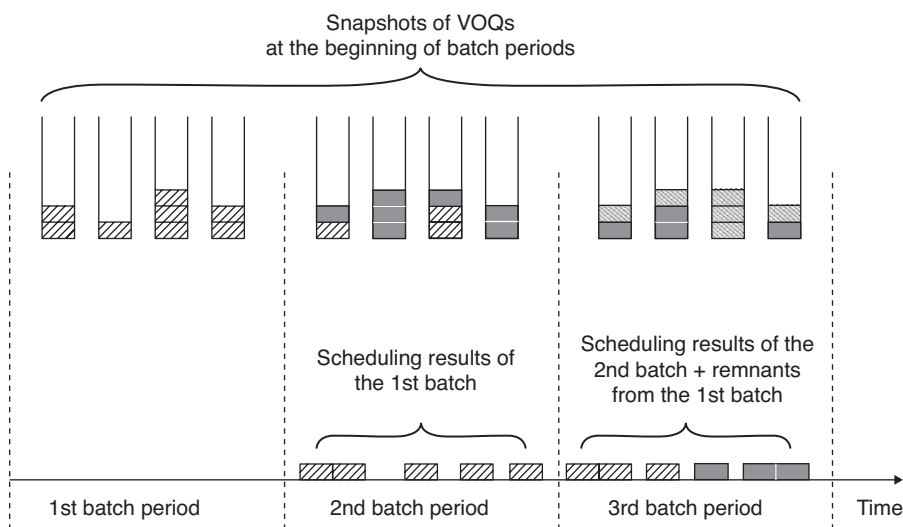 Snapshots of VOQs
at the beginning of batch periods
Scheduling results of
the 1st batch
Scheduling results of the
2nd batch + remnants
from the 1st batch
1st batch period
2nd batch period
3rd batch period
Time